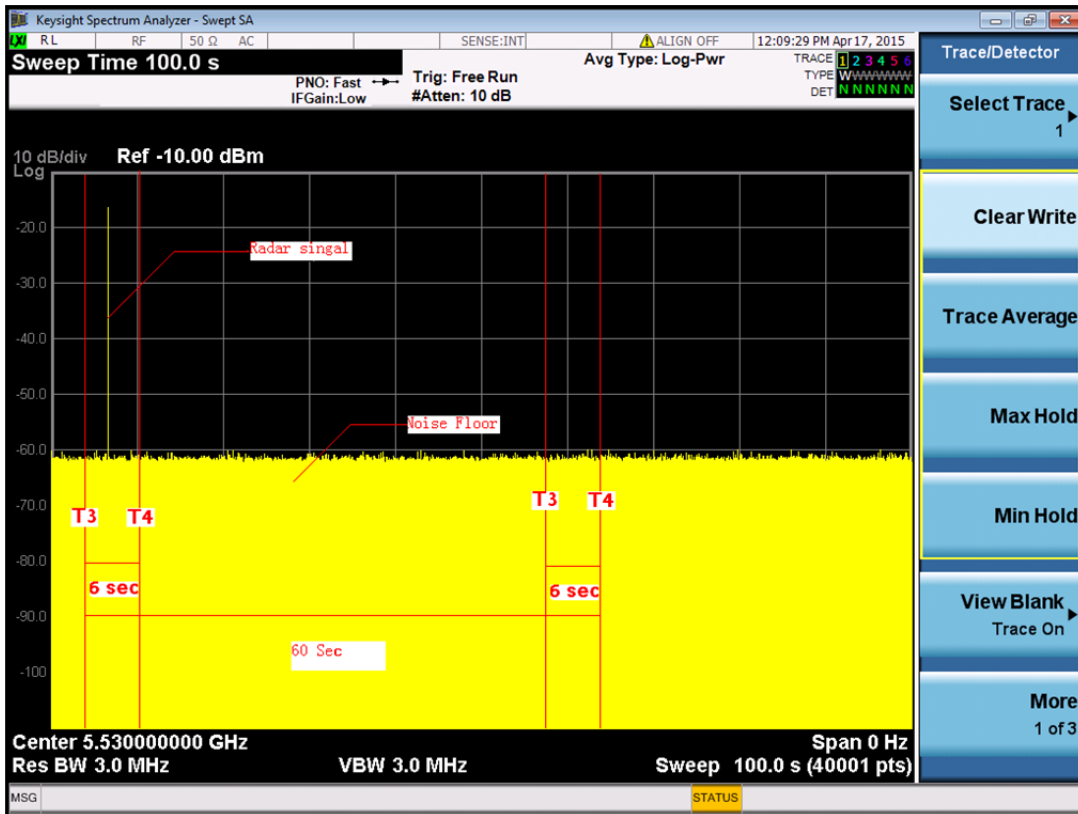 Keysight Spectrum Analyzer - Swept SA
LXI RL RF 50 Ω AC SENSE:INT ALIGN OFF 12:09:29 PM Apr 17, 2015
Sweep Time 100.0 s
PNO: Fast
IFGain:Low
Trig: Free Run
#Atten: 10 dB
Avg Type: Log-Pwr
TRACE 1 2 3 4 5 6
TYPE WWWWWW
DET N N N N N N
10 dB/div Ref -10.00 dBm
Log
-20.0
-30.0
-40.0
-50.0
-60.0
-70.0
-80.0
-90.0
-100
Radar singal
Noise Floor
T3 T4 T3 T4
6 sec 6 sec
60 Sec
Center 5.530000000 GHz Span 0 Hz
Res BW 3.0 MHz VBW 3.0 MHz Sweep 100.0 s (40001 pts)
MSG STATUS
Trace/Detector
Select Trace
1
Clear Write
Trace Average
Max Hold
Min Hold
View Blank
Trace On
More
1 of 3